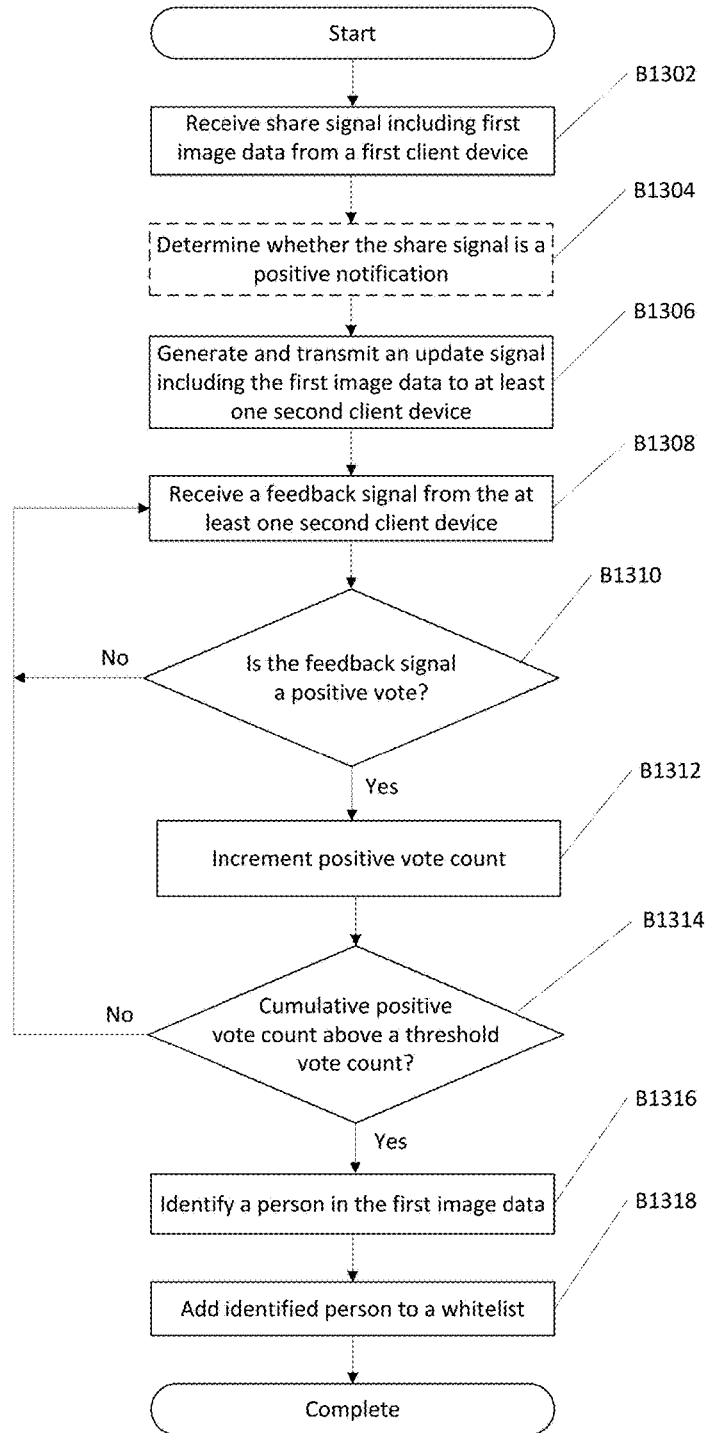 Start
B1302
Receive share signal including first
image data from a first client device
B1304
Determine whether the share signal is a
positive notification
B1306
Generate and transmit an update signal
including the first image data to at least
one second client device
B1308
Receive a feedback signal from the at
least one second client device
B1310
No
Is the feedback signal
a positive vote?
Yes
B1312
Increment positive vote count
B1314
No
Cumulative positive
vote count above a threshold
vote count?
Yes
B1316
Identify a person in the first image data
B1318
Add identified person to a whitelist
Complete